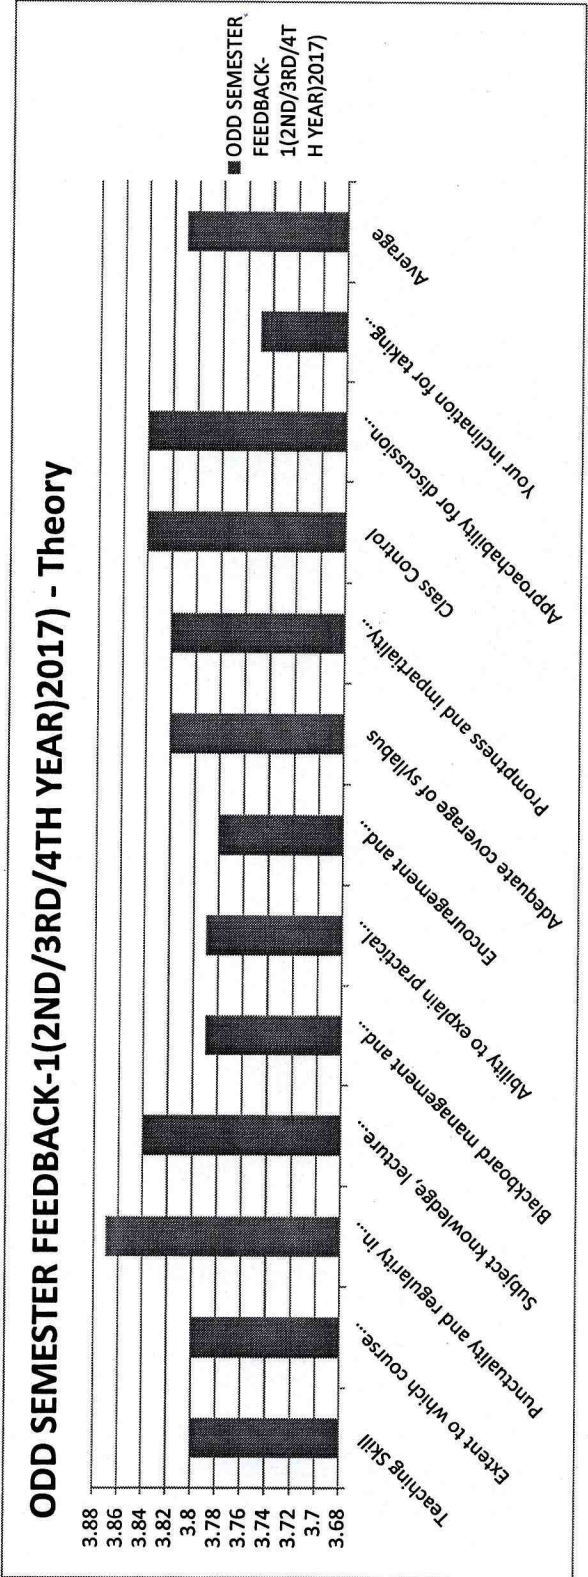 ODD SEMESTER FEEDBACK-1(2ND/3RD/4TH YEAR)2017) - Theory
3.88
3.86
3.84
3.82
3.8
3.78
3.76
3.74
3.72
3.7
3.68
Teaching Skill
Extent to which course...
Punctuality and regularity in...
Subject knowledge, lecture...
Blackboard management and...
Ability to explain practical...
Encouragement and...
Adequate coverage of syllabus
Promptness and impartiality...
Class Control
Approachability for discussion...
Your inclination for taking...
Average
ODD SEMESTER
FEEDBACK-
1(2ND/3RD/4T
H YEAR)2017)